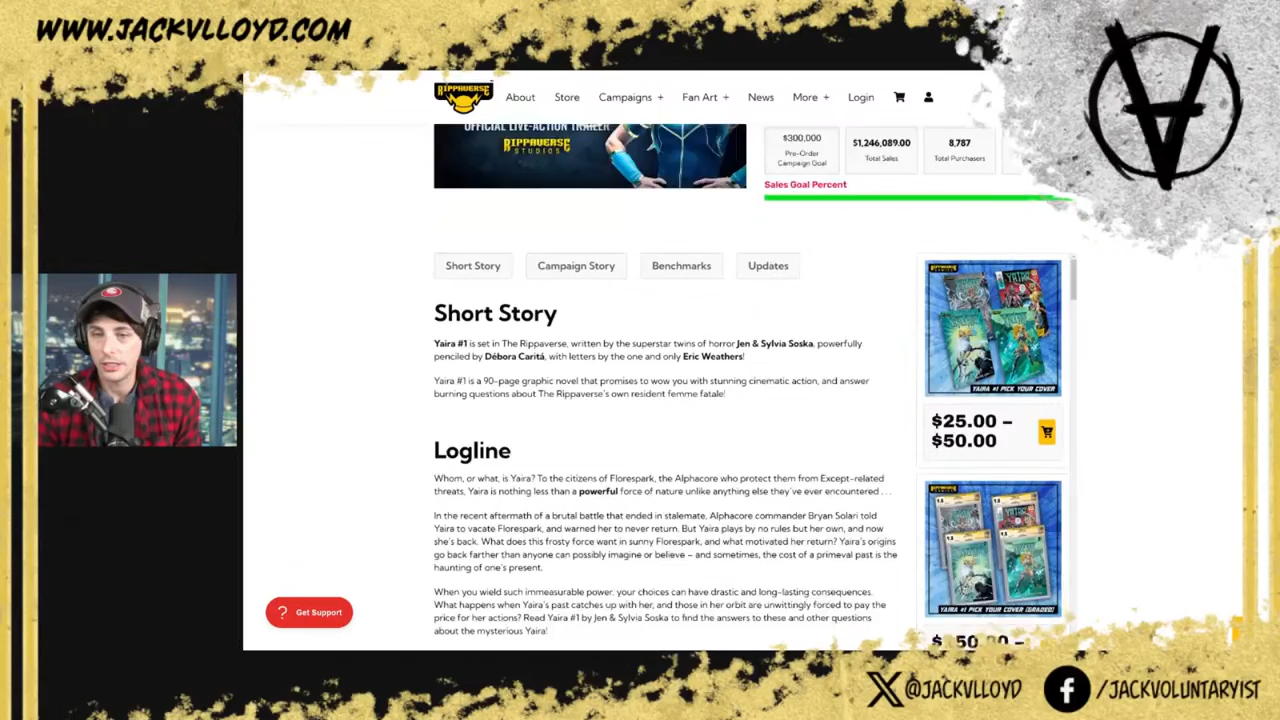 WWW.JACKVLLOYD.COM
RIPPAVERSE
About
Store
Campaigns +
Fan Art +
News
More +
Login
OFFICIAL LIVE-ACTION TRAILER
RIPPAVERSE
STUDIOS
$300,000
Pre-Order
Campaign Goal
$1,246,089.00
Total Sales
8,787
Total Purchasers
Sales Goal Percent
Short Story
Campaign Story
Benchmarks
Updates
Short Story
Yaira #1 is set in The Rippaverse, written by the superstar twins of horror Jen & Sylvia Soska, powerfully
penciled by Débora Caritá, with letters by the one and only Eric Weathers!
Yaira #1 is a 90-page graphic novel that promises to wow you with stunning cinematic action, and answer
burning questions about The Rippaverse's own resident femme fatale!
Logline
Whom, or what, is Yaira? To the citizens of Florespark, the Alphacore who protect them from Except-related
threats, Yaira is nothing less than a powerful force of nature unlike anything else they've ever encountered . . .
In the recent aftermath of a brutal battle that ended in stalemate, Alphacore commander Bryan Solari told
Yaira to vacate Florespark, and warned her to never return. But Yaira plays by no rules but her own, and now
she's back. What does this frosty force want in sunny Florespark, and what motivated her return? Yaira's origins
go back farther than anyone can possibly imagine or believe – and sometimes, the cost of a primeval past is the
haunting of one's present.
When you wield such immeasurable power, your choices can have drastic and long-lasting consequences.
What happens when Yaira's past catches up with her, and those in her orbit are unwittingly forced to pay the
price for her actions? Read Yaira #1 by Jen & Sylvia Soska to find the answers to these and other questions
about the mysterious Yaira!
YAIRA #1 PICK YOUR COVER
$25.00 –
$50.00
YAIRA #1 PICK YOUR COVER (GRADED)
? Get Support
@JACKVLLOYD
/JACKVOLUNTARYIST